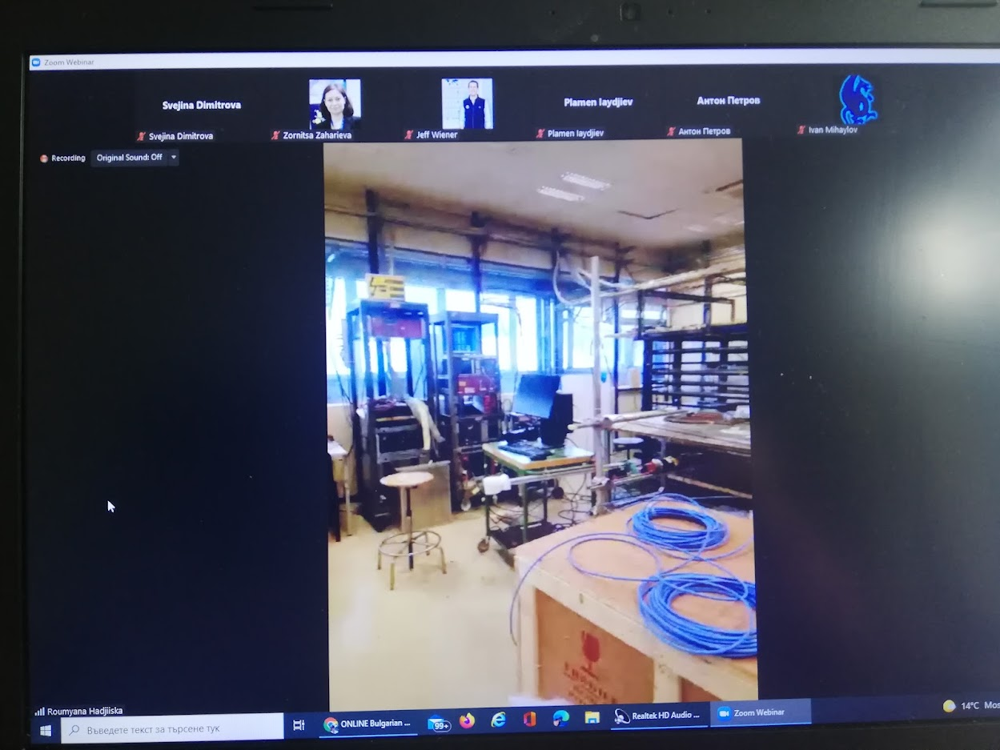 Zoom Webinar
Svejina Dimitrova
Plamen Iaydjiev
Антон Петров
Svejina Dimitrova
Zornitsa Zaharieva
Jeff Wiener
Plamen Iaydjiev
Антон Петров
Ivan Mihaylov
Recording
Original Sound: Off
Roumyana Hadjiiska
Въведете текст за търсене тук
ONLINE Bulgarian ...
99+
Realtek HD Audio ...
Zoom Webinar
14°C Mos